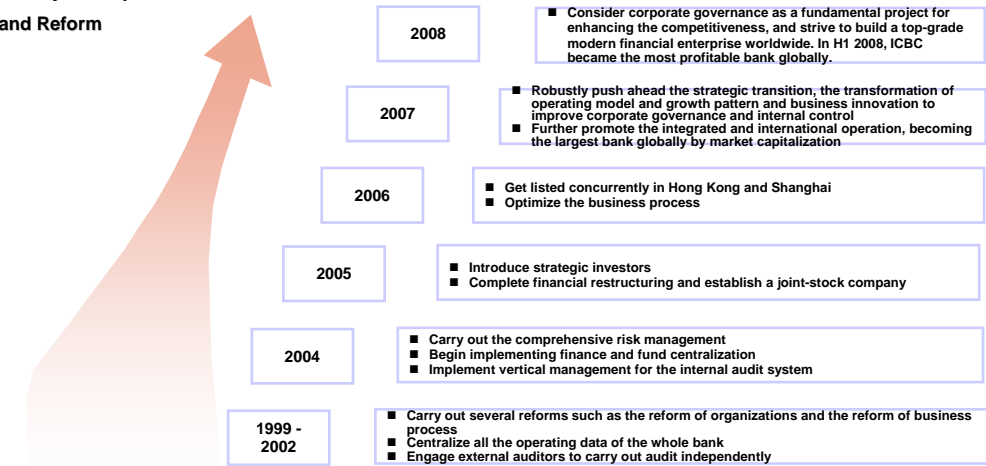 and Reform
2008
■ Consider corporate governance as a fundamental project for
enhancing the competitiveness, and strive to build a top-grade
modern financial enterprise worldwide. In H1 2008, ICBC
became the most profitable bank globally.
2007
■ Robustly push ahead the strategic transition, the transformation of
operating model and growth pattern and business innovation to
improve corporate governance and internal control
■ Further promote the integrated and international operation, becoming
the largest bank globally by market capitalization
2006
■ Get listed concurrently in Hong Kong and Shanghai
■ Optimize the business process
2005
■ Introduce strategic investors
■ Complete financial restructuring and establish a joint-stock company
2004
■ Carry out the comprehensive risk management
■ Begin implementing finance and fund centralization
■ Implement vertical management for the internal audit system
1999 -
2002
■ Carry out several reforms such as the reform of organizations and the reform of business
process
■ Centralize all the operating data of the whole bank
■ Engage external auditors to carry out audit independently